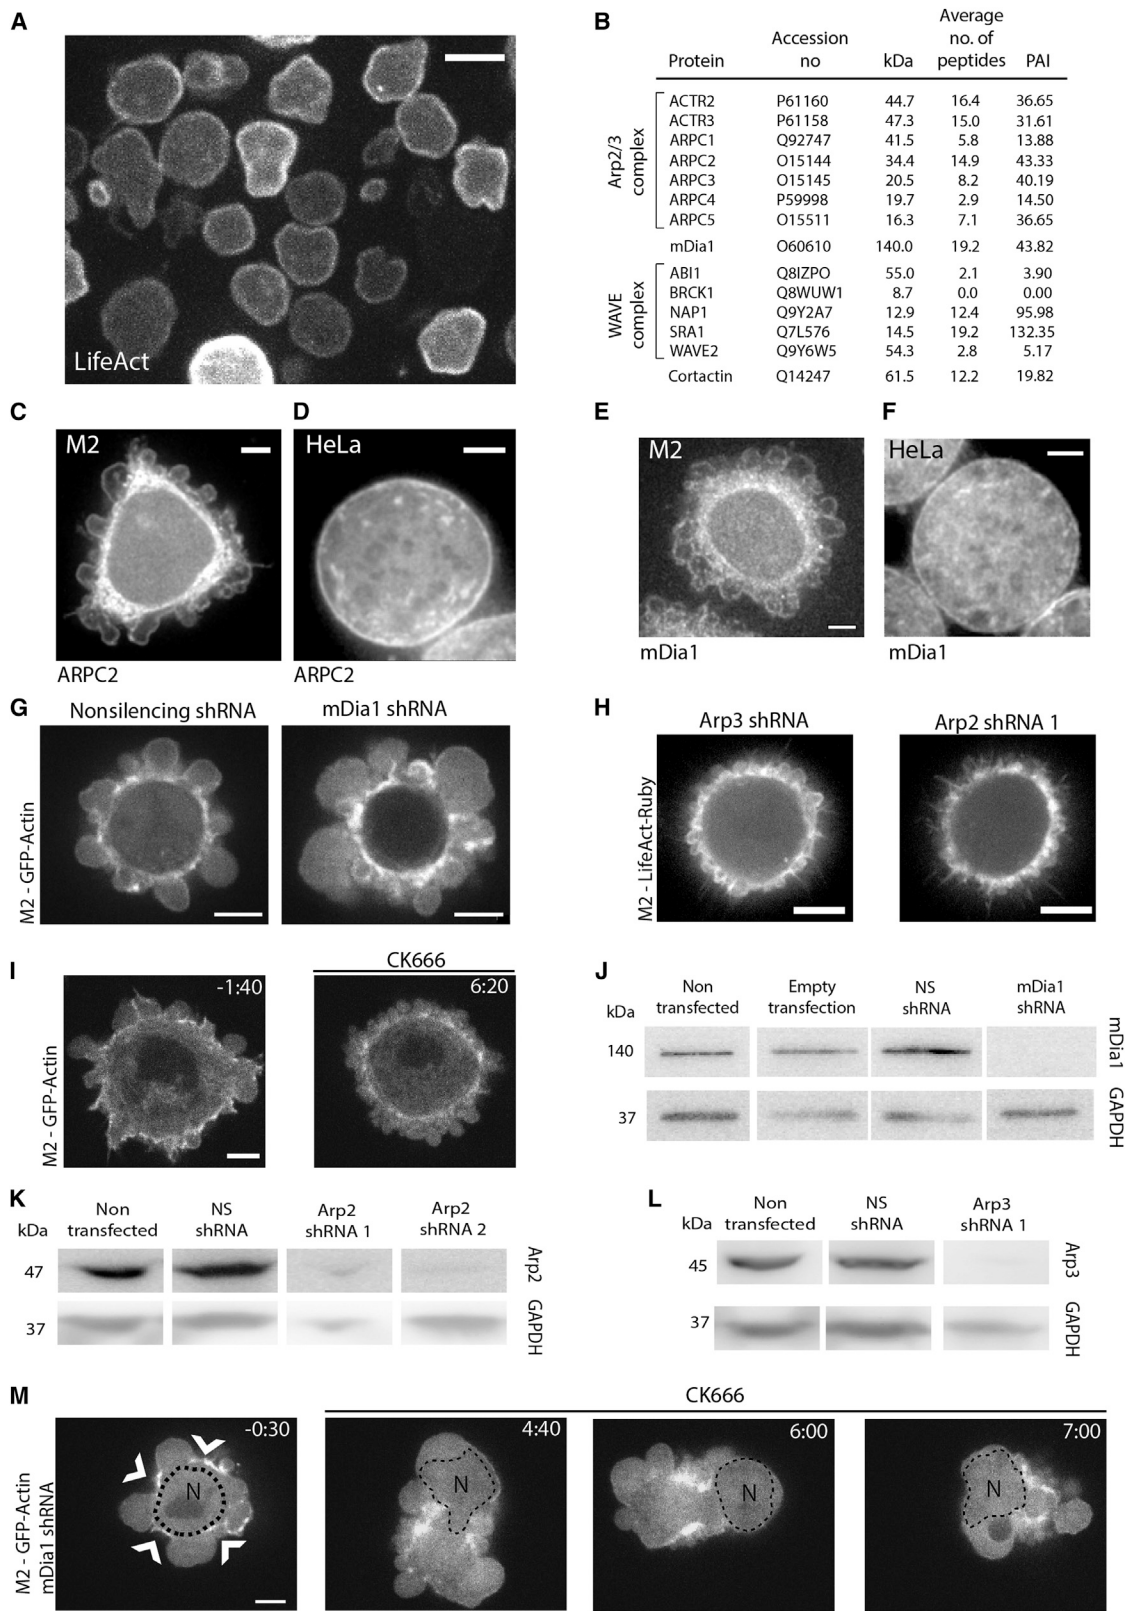 A
LifeAct
B
Protein Accession no kDa Average no. of peptides PAI
Arp2/3 complex
ACTR2 P61160 44.7 16.4 36.65
ACTR3 P61158 47.3 15.0 31.61
ARPC1 Q92747 41.5 5.8 13.88
ARPC2 O15144 34.4 14.9 43.33
ARPC3 O15145 20.5 8.2 40.19
ARPC4 P59998 19.7 2.9 14.50
ARPC5 O15511 16.3 7.1 36.65
mDia1 O60610 140.0 19.2 43.82
WAVE complex
ABI1 Q8IZPO 55.0 2.1 3.90
BRCK1 Q8WUW1 8.7 0.0 0.00
NAP1 Q9Y2A7 12.9 12.4 95.98
SRA1 Q7L576 14.5 19.2 132.35
WAVE2 Q9Y6W5 54.3 2.8 5.17
Cortactin Q14247 61.5 12.2 19.82
C
M2
ARPC2
D
HeLa
ARPC2
E
M2
mDia1
F
HeLa
mDia1
G
Nonsilencing shRNA
mDia1 shRNA
M2 - GFP-Actin
H
Arp3 shRNA
Arp2 shRNA 1
M2 - LifeAct-Ruby
I
CK666
-1:40
6:20
M2 - GFP-Actin
J
kDa
Non transfected
Empty transfection
NS shRNA
mDia1 shRNA
140
mDia1
37
GAPDH
K
kDa
Non transfected
NS shRNA
Arp2 shRNA 1
Arp2 shRNA 2
47
Arp2
37
GAPDH
L
kDa
Non transfected
NS shRNA
Arp3 shRNA 1
45
Arp3
37
GAPDH
M
CK666
M2 - GFP-Actin
mDia1 shRNA
-0:30
N
4:40
N
6:00
N
7:00
N